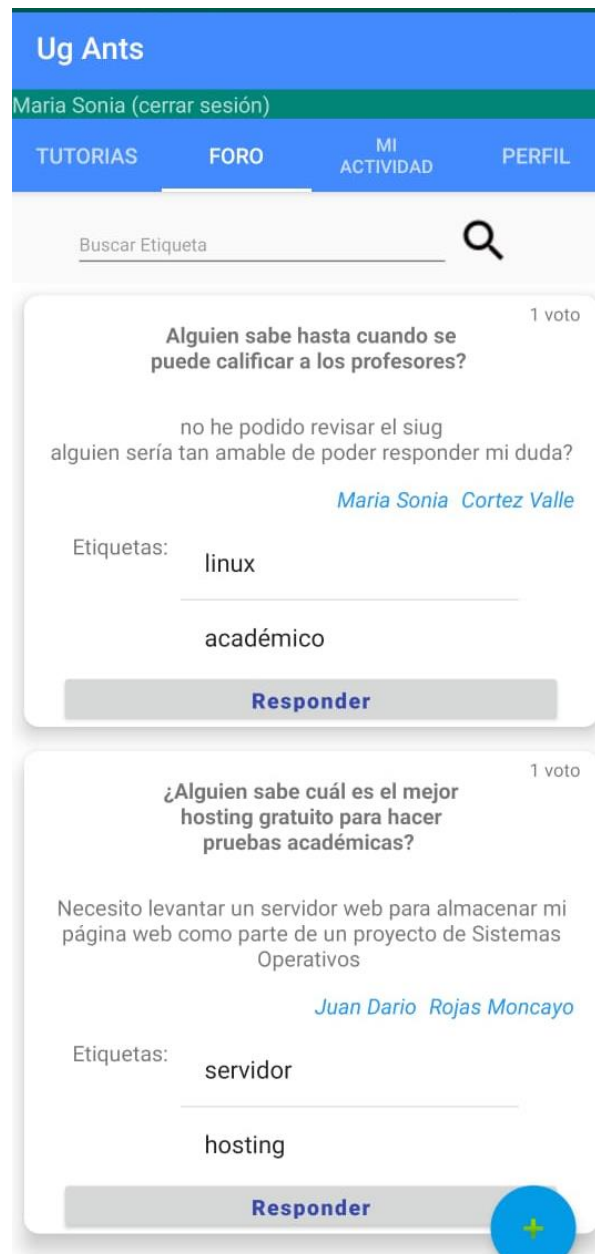 Ug Ants
Maria Sonia (cerrar sesión)
TUTORIAS
FORO
MI
ACTIVIDAD
PERFIL
Buscar Etiqueta
1 voto
Alguien sabe hasta cuando se
puede calificar a los profesores?
no he podido revisar el siug
alguien sería tan amable de poder responder mi duda?
Maria Sonia Cortez Valle
Etiquetas:
linux
académico
Responder
1 voto
¿Alguien sabe cuál es el mejor
hosting gratuito para hacer
pruebas académicas?
Necesito levantar un servidor web para almacenar mi
página web como parte de un proyecto de Sistemas
Operativos
Juan Dario Rojas Moncayo
Etiquetas:
servidor
hosting
Responder
+